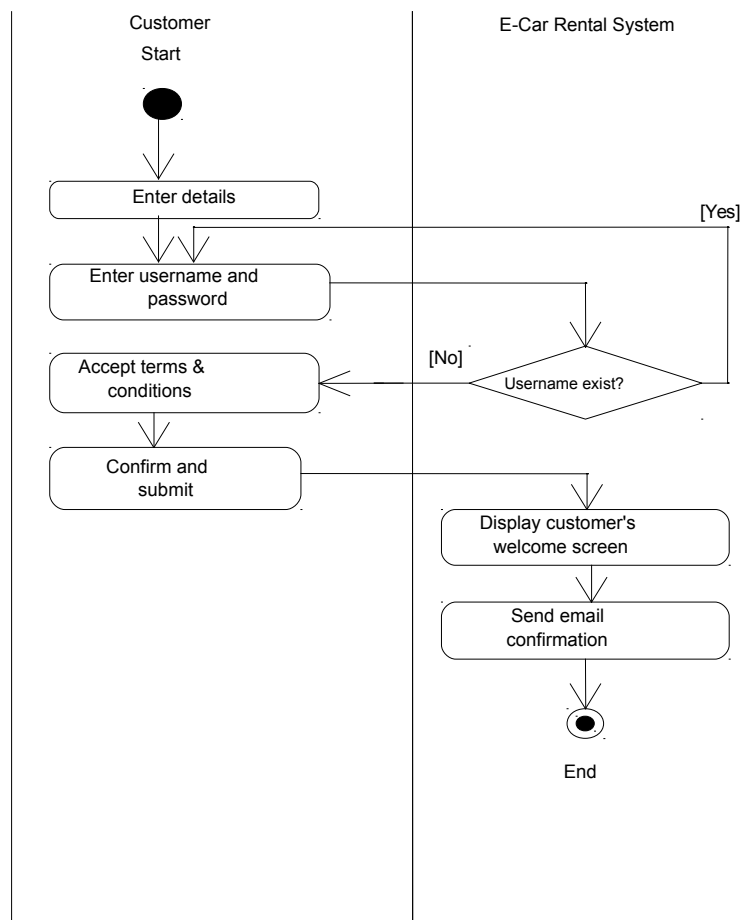 Customer
E-Car Rental System
Start
Enter details
[Yes]
Enter username and
password
[No]
Accept terms &
conditions
Username exist?
Confirm and
submit
Display customer's
welcome screen
Send email
confirmation
End